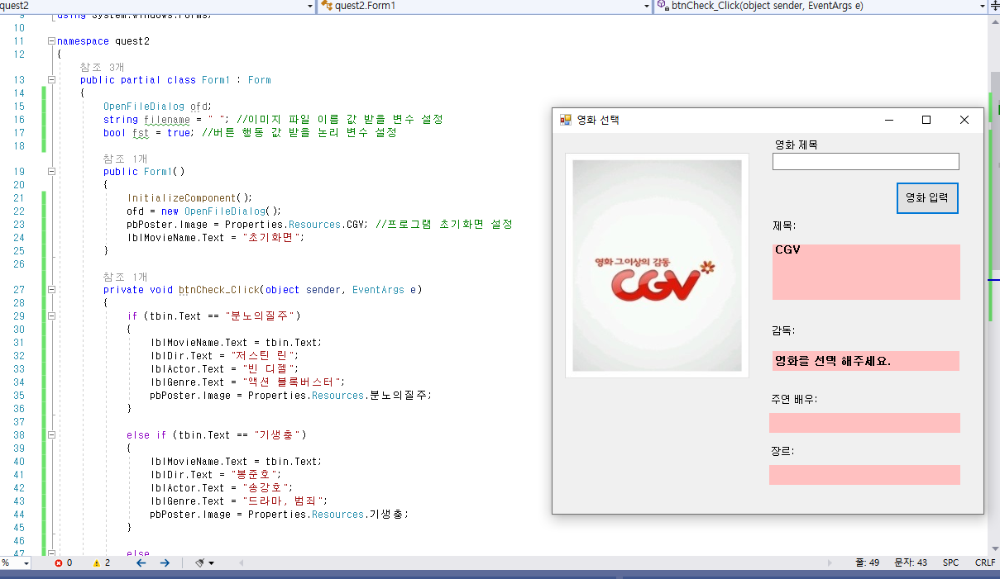 quest2
quest2.Form1
btnCheck_Click(object sender, EventArgs e)
9 using System.Windows.Forms;
10
11 namespace quest2
12 {
참조 3개
13 public partial class Form1 : Form
14 {
15 OpenFileDialog ofd;
16 string filename = " "; //이미지 파일 이름 값 받을 변수 설정
17 bool fst = true; //버튼 행동 값 받을 논리 변수 설정
18
참조 1개
19 public Form1()
20 {
21 InitializeComponent();
22 ofd = new OpenFileDialog();
23 pbPoster.Image = Properties.Resources.CGV; //프로그램 초기화면 설정
24 lblMovieName.Text = "초기화면";
25 }
26
참조 1개
27 private void btnCheck_Click(object sender, EventArgs e)
28 {
29 if (tbin.Text == "분노의질주")
30 {
31 lblMovieName.Text = tbin.Text;
32 lblDir.Text = "저스틴 린";
33 lblActor.Text = "빈 디젤";
34 lblGenre.Text = "액션 블록버스터";
35 pbPoster.Image = Properties.Resources.분노의질주;
36 }
37
38 else if (tbin.Text == "기생충")
39 {
40 lblMovieName.Text = tbin.Text;
41 lblDir.Text = "봉준호";
42 lblActor.Text = "송강호";
43 lblGenre.Text = "드라마, 범죄";
44 pbPoster.Image = Properties.Resources.기생충;
45 }
46
47 else
영화 선택
영화 제목
영화 입력
제목:
CGV
영화 그 이상의 감동
CGV
감독:
영화를 선택 해주세요.
주연 배우:
장르:
% 0 2 줄: 49 문자: 43 SPC CRLF